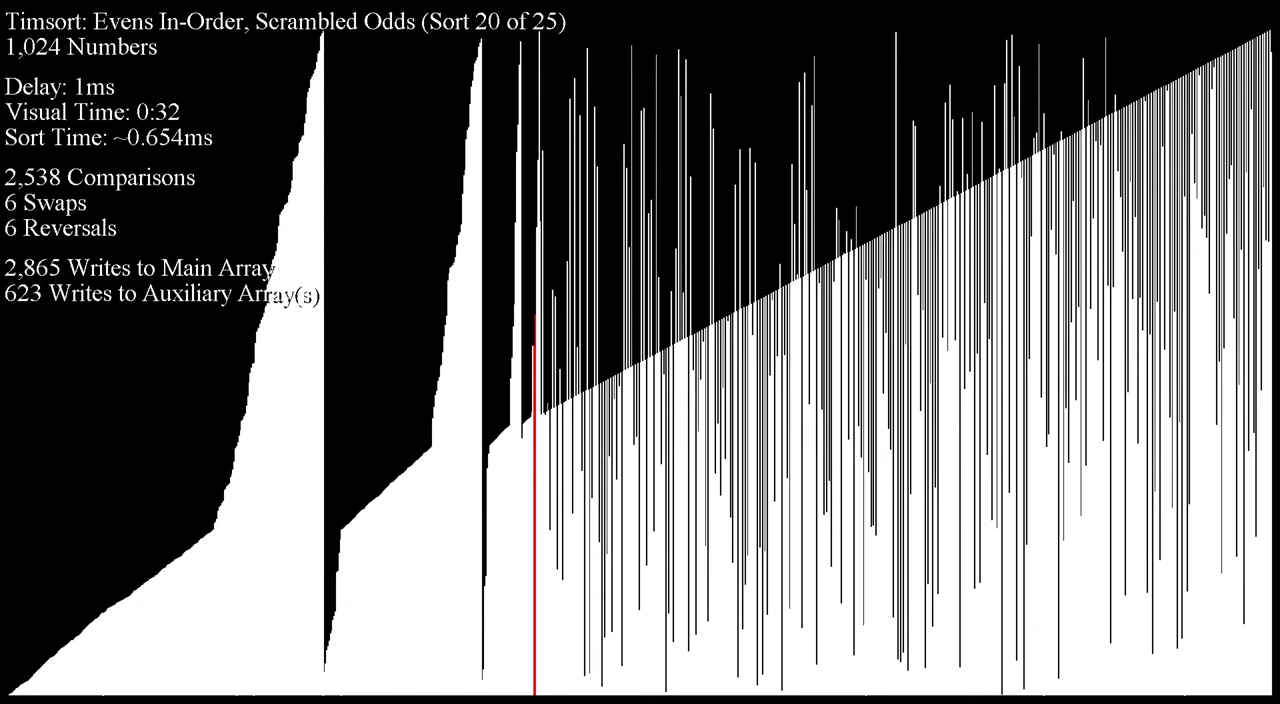 Timsort: Evens In-Order, Scrambled Odds (Sort 20 of 25)
1,024 Numbers
Delay: 1ms
Visual Time: 0:32
Sort Time: ~0.654ms
2,538 Comparisons
6 Swaps
6 Reversals
2,865 Writes to Main Array
623 Writes to Auxiliary Array(s)